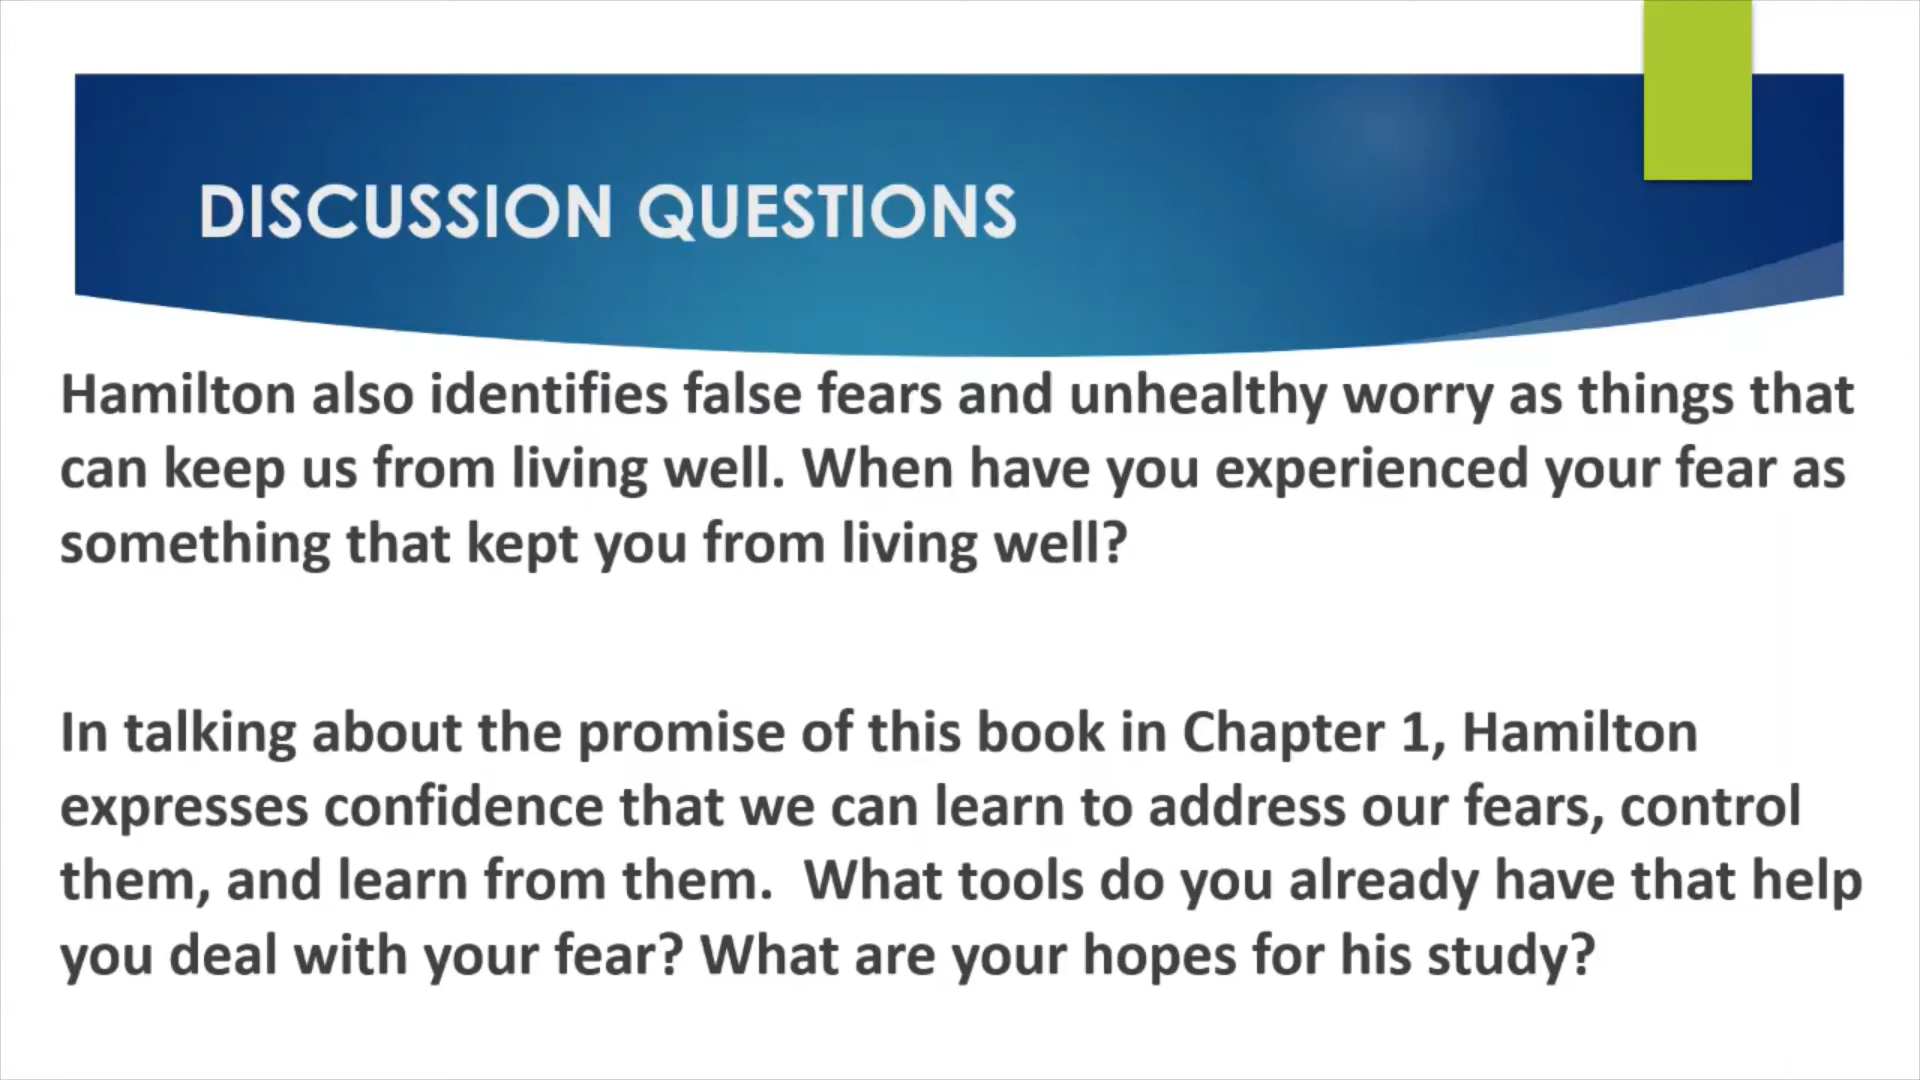 DISCUSSION QUESTIONS
Hamilton also identifies false fears and unhealthy worry as things that
can keep us from living well. When have you experienced your fear as
something that kept you from living well?
In talking about the promise of this book in Chapter 1, Hamilton
expresses confidence that we can learn to address our fears, control
them, and learn from them.  What tools do you already have that help
you deal with your fear? What are your hopes for his study?